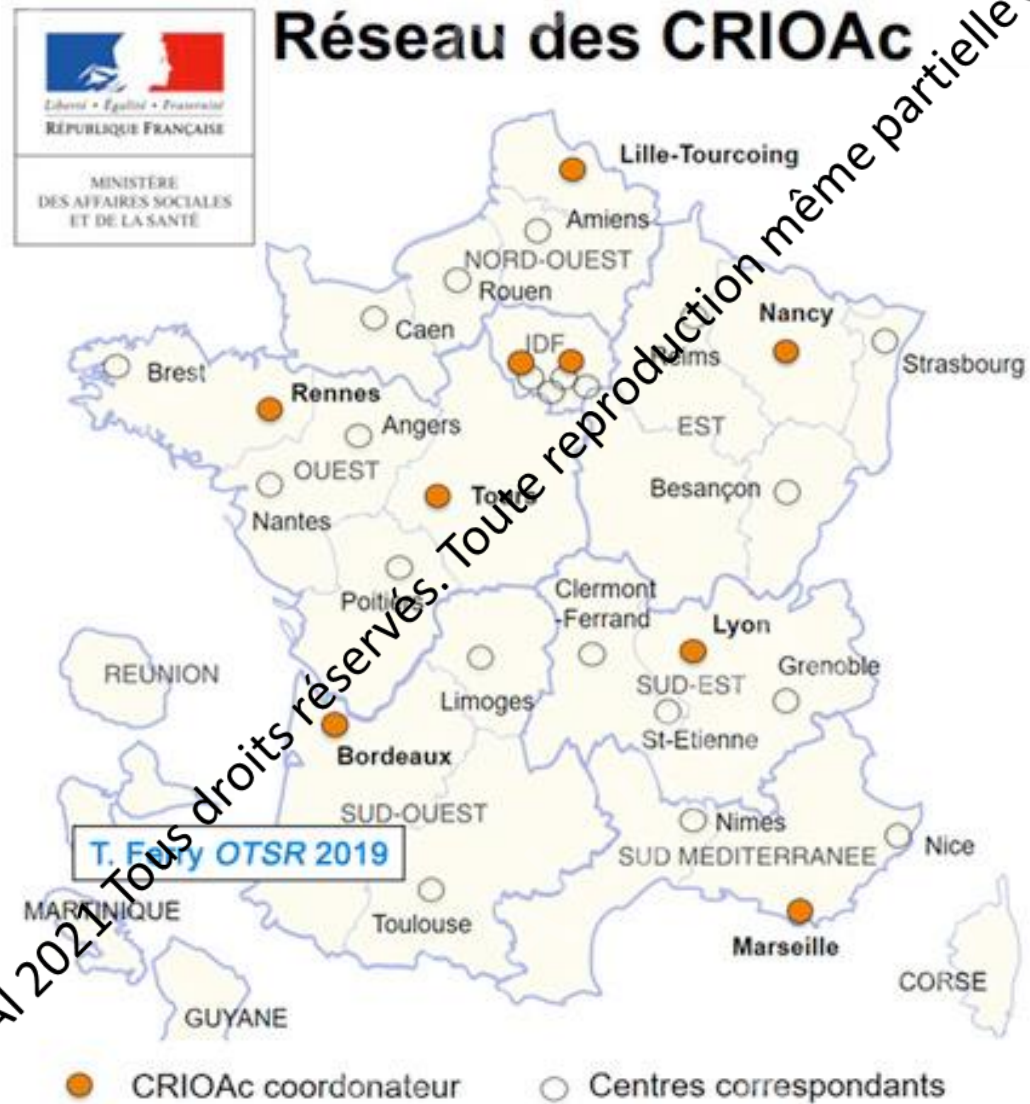 Réseau des CRIOAc
Liberté • Égalité • Fraternité
RÉPUBLIQUE FRANÇAISE
MINISTÈRE
DES AFFAIRES SOCIALES
ET DE LA SANTÉ
Lille-Tourcoing
Amiens
NORD-OUEST
Rouen
Caen
IDF
Nancy
Reims
Strasbourg
Brest
Rennes
Angers
EST
OUEST
Besançon
Tours
Nantes
Clermont
-Ferrand
Poitiers
Lyon
Grenoble
REUNION
SUD-EST
Limoges
St-Etienne
Bordeaux
SUD-OUEST
Nimes
Nice
T. Ferry OTSR 2019
SUD MEDITERRANEE
MARTINIQUE
Toulouse
Marseille
CORSE
GUYANE
CRIOAc coordonateur
Centres correspondants
2021 Tous droits réservés. Toute reproduction même partielle